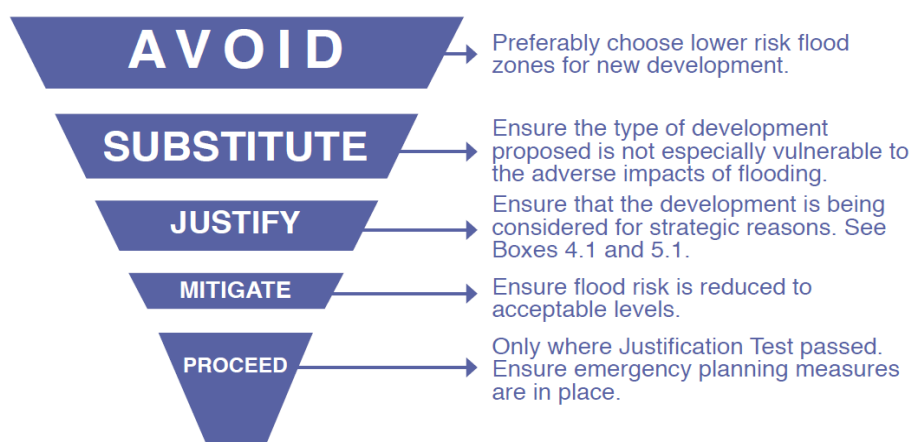 AVOID
Preferably choose lower risk flood
zones for new development.
SUBSTITUTE
Ensure the type of development
proposed is not especially vulnerable to
the adverse impacts of flooding.
JUSTIFY
Ensure that the development is being
considered for strategic reasons. See
Boxes 4.1 and 5.1.
MITIGATE
Ensure flood risk is reduced to
acceptable levels.
PROCEED
Only where Justification Test passed.
Ensure emergency planning measures
are in place.